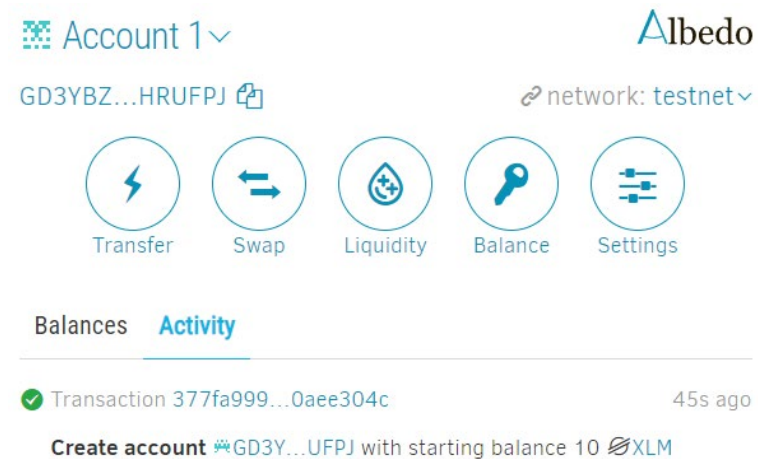 Account 1
Albedo
GD3YBZ...HRUFPJ
network: testnet
Transfer Swap Liquidity Balance Settings
Balances Activity
Transaction 377fa999...0aee304c 45s ago
Create account GD3Y...UFPJ with starting balance 10 XLM